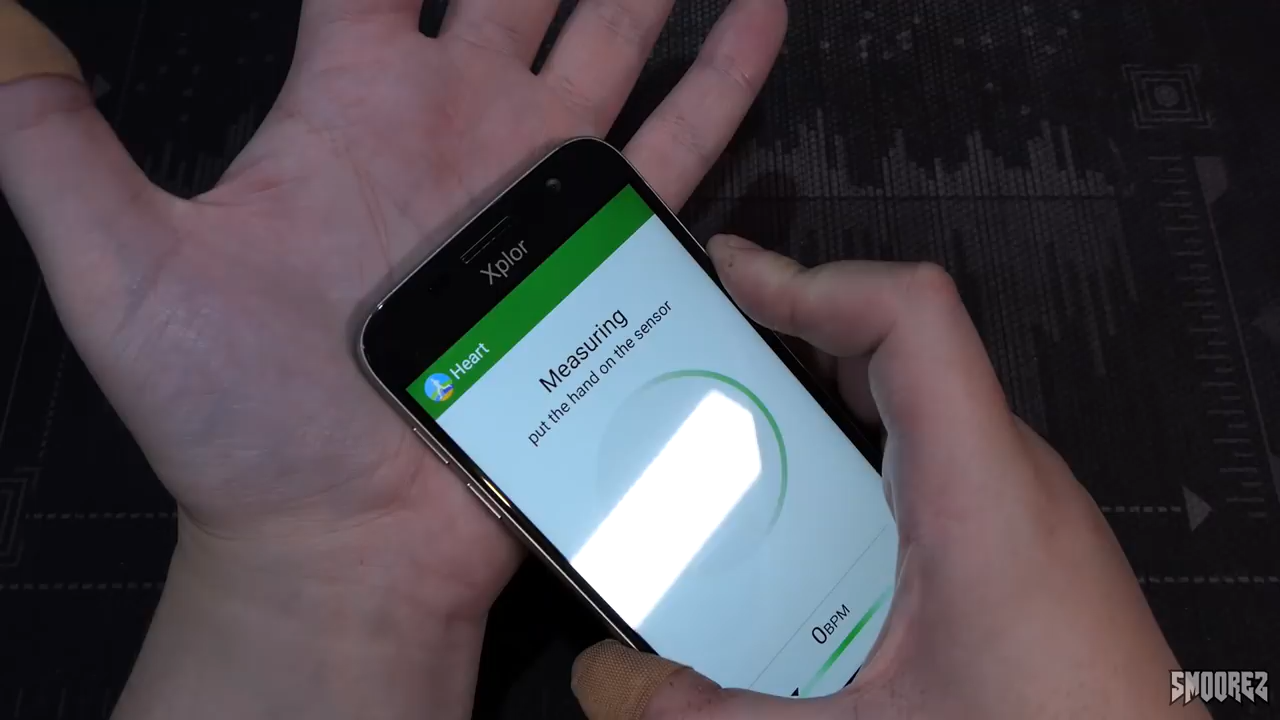 Xplor
Heart
Measuring
put the hand on the sensor
0BPM
SMOOREZ